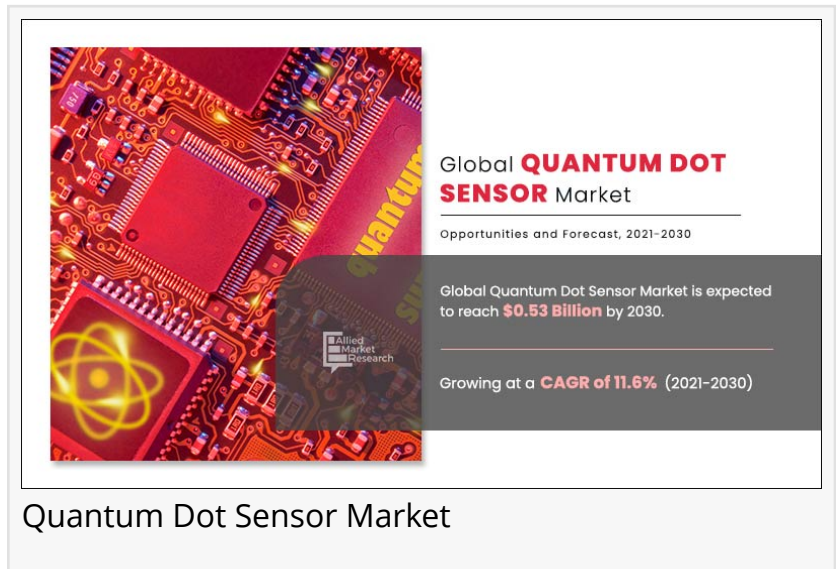 Global QUANTUM DOT
SENSOR Market
Opportunities and Forecast, 2021-2030
Global Quantum Dot Sensor Market is expected
to reach $0.53 Billion by 2030.
Growing at a CAGR of 11.6% (2021-2030)
Allied
Market
Research
quantum
Quantum Dot Sensor Market